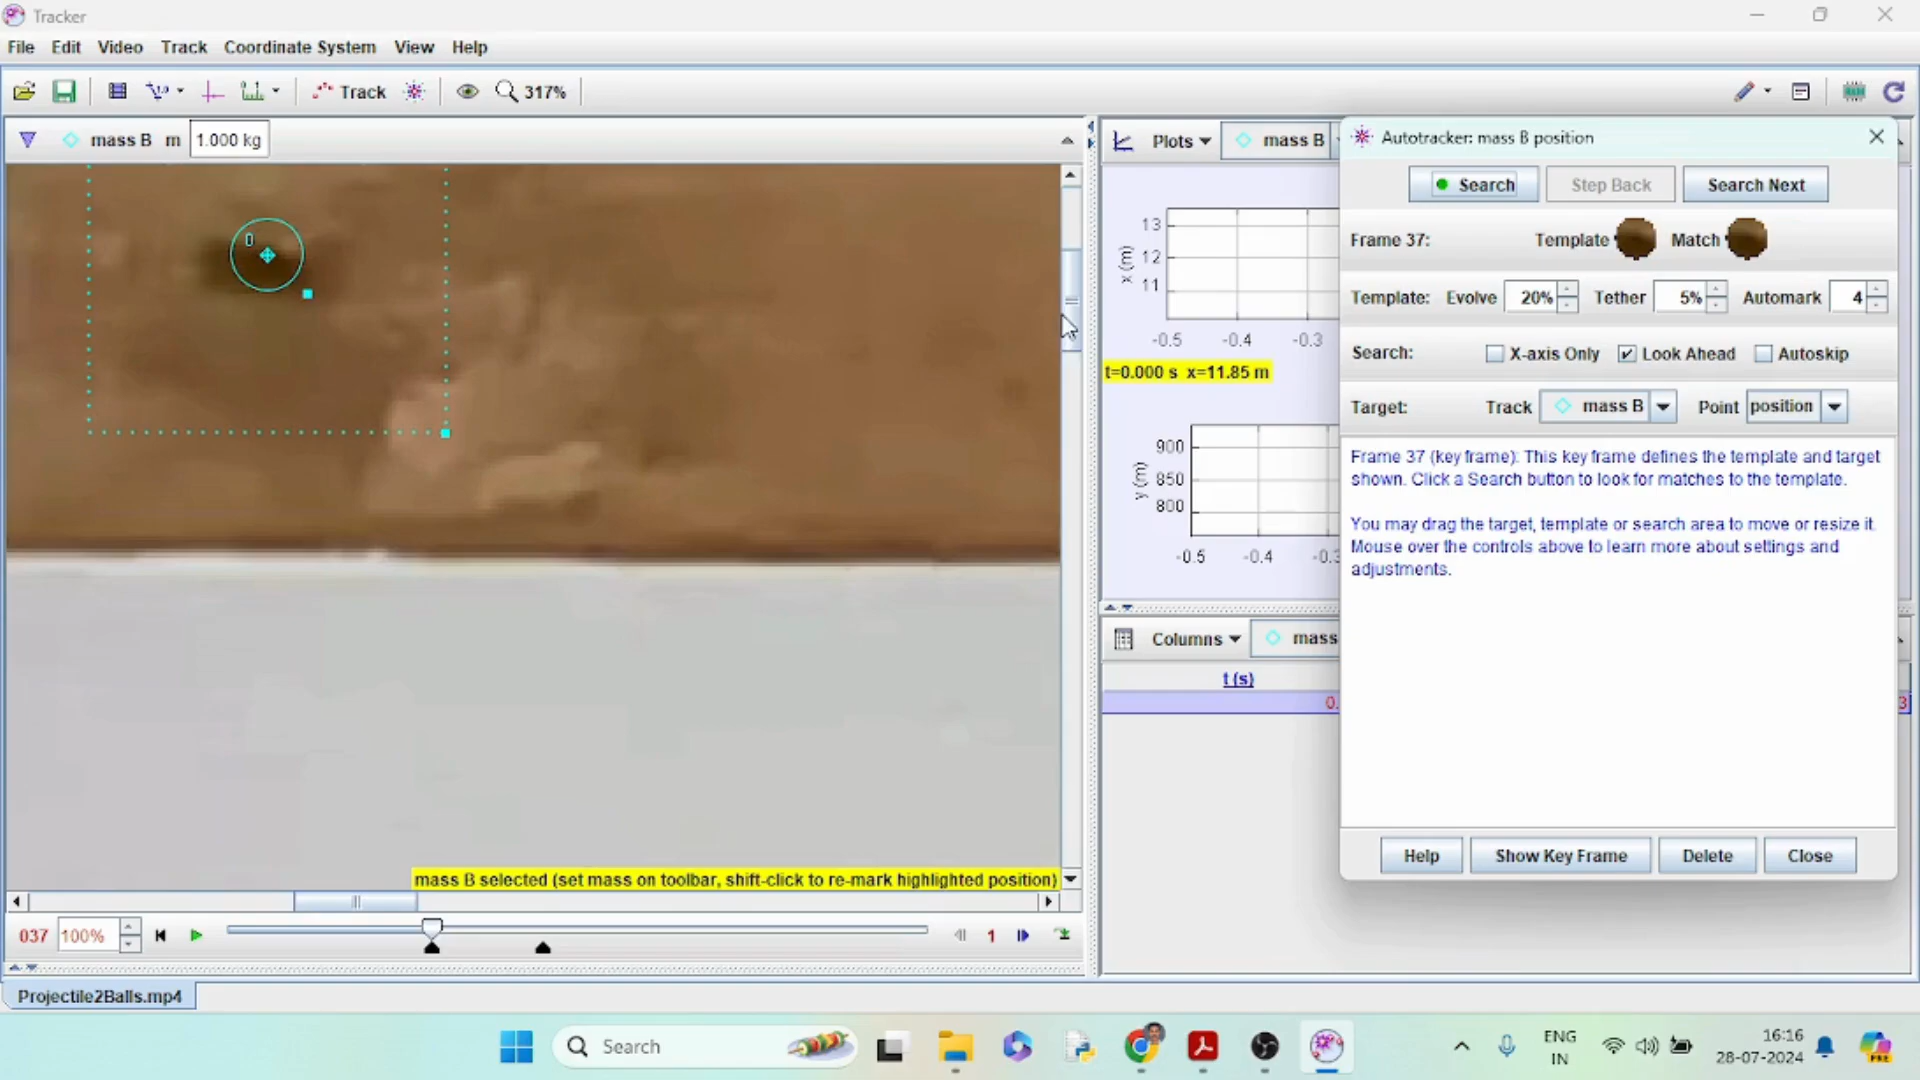 Tracker
File Edit Video Track Coordinate System View Help
Track 317%
mass B m 1.000 kg
Plots mass B
Autotracker: mass B position
Search Step Back Search Next
Frame 37: Template Match
Template: Evolve 20% Tether 5% Automark 4
Search: X-axis Only Look Ahead Autoskip
Target: Track mass B Point position
Frame 37 (key frame): This key frame defines the template and target
shown. Click a Search button to look for matches to the template.
You may drag the target, template or search area to move or resize it.
Mouse over the controls above to learn more about settings and
adjustments.
Help Show Key Frame Delete Close
0
13
12
11
x (m)
-0.5 -0.4 -0.3
t=0.000 s x=11.85 m
900
850
800
y (m)
-0.5 -0.4 -0.3
Columns mass
t (s)
0. 3
mass B selected (set mass on toolbar, shift-click to re-mark highlighted position)
037 100% 1
Projectile2Balls.mp4
Search
ENG
IN
16:16
28-07-2024
PRE